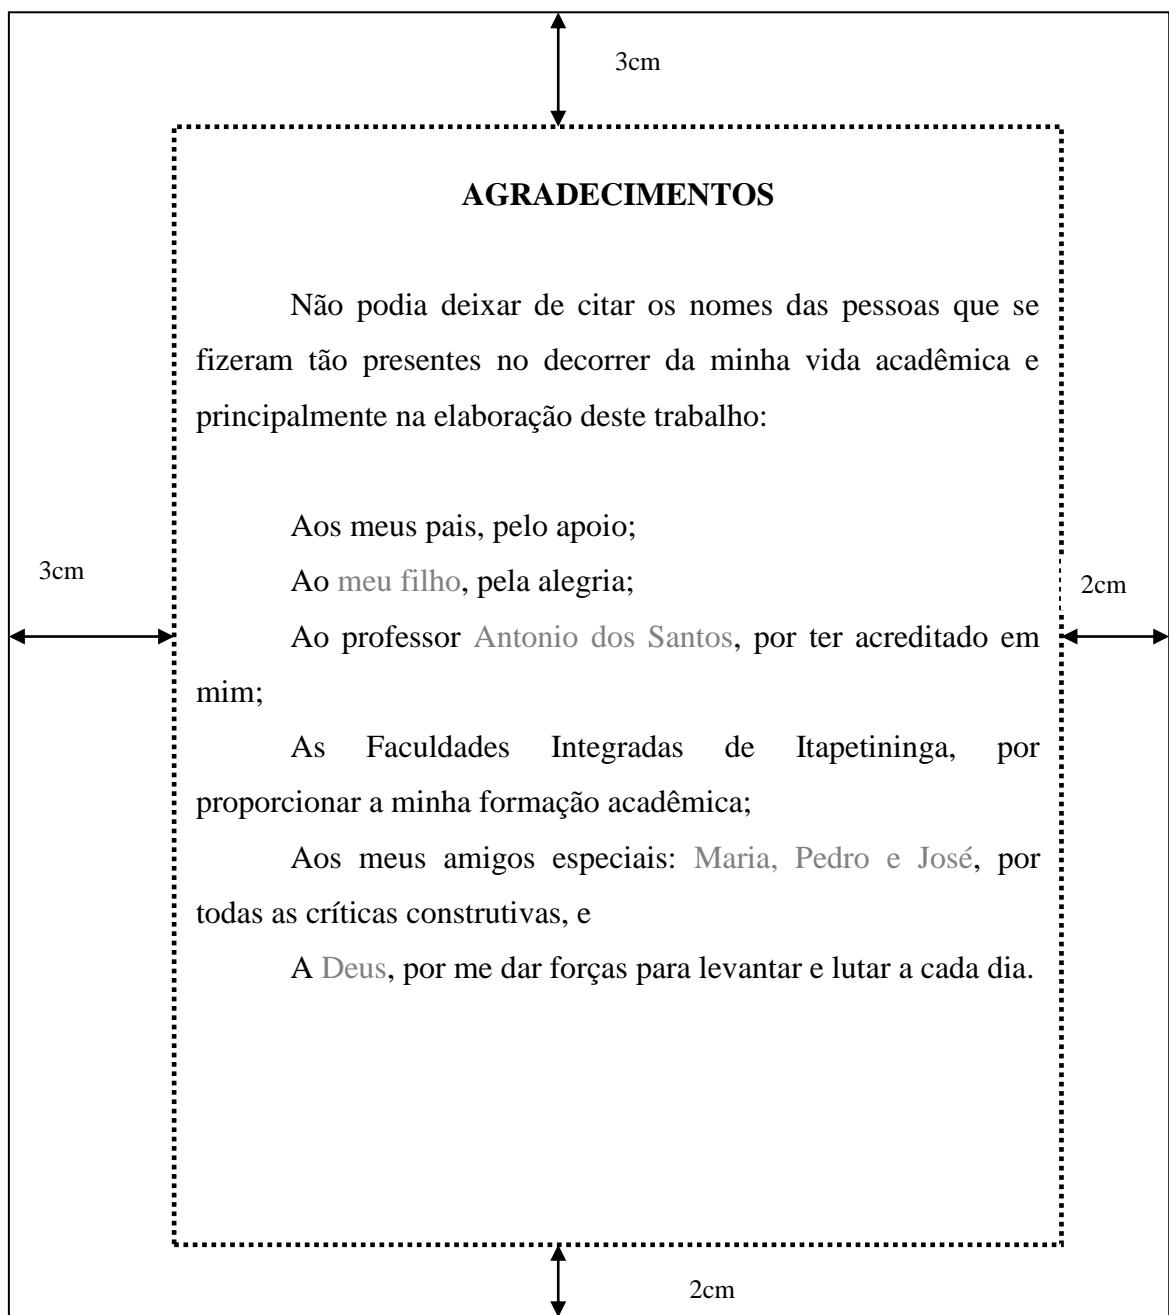 3cm
AGRADECIMENTOS
Não podia deixar de citar os nomes das pessoas que se
fizeram tão presentes no decorrer da minha vida acadêmica e
principalmente na elaboração deste trabalho:
Aos meus pais, pelo apoio;
3cm
Ao meu filho, pela alegria;
2cm
Ao professor Antonio dos Santos, por ter acreditado em
mim;
As Faculdades Integradas de Itapetininga, por
proporcionar a minha formação acadêmica;
Aos meus amigos especiais: Maria, Pedro e José, por
todas as críticas construtivas, e
A Deus, por me dar forças para levantar e lutar a cada dia.
2cm